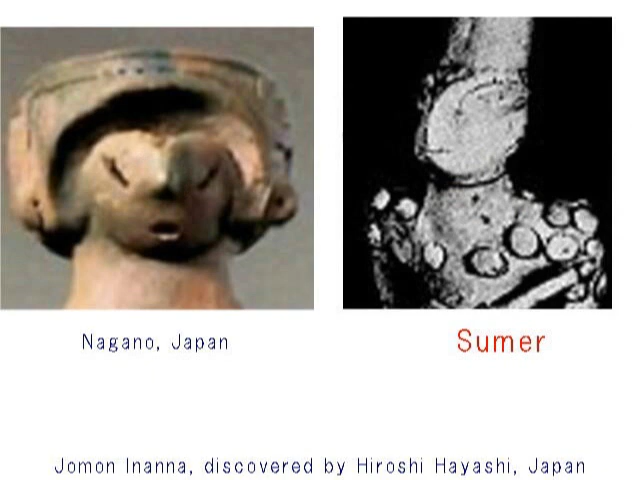 Nagano, Japan
Sumer
Jomon Inanna, discovered by Hiroshi Hayashi, Japan